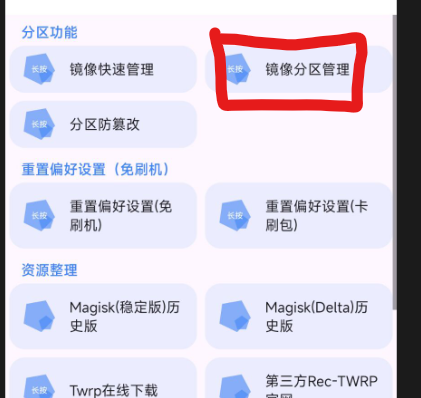 分区功能
长按
镜像快速管理
长按
镜像分区管理
长按
分区防篡改
重置偏好设置（免刷机）
长按
重置偏好设置(免
刷机)
长按
重置偏好设置(卡
刷包)
资源整理
Magisk(稳定版)历
史版
Magisk(Delta)历
史版
长按
Twrp在线下载
第三方Rec-TWRP
官网